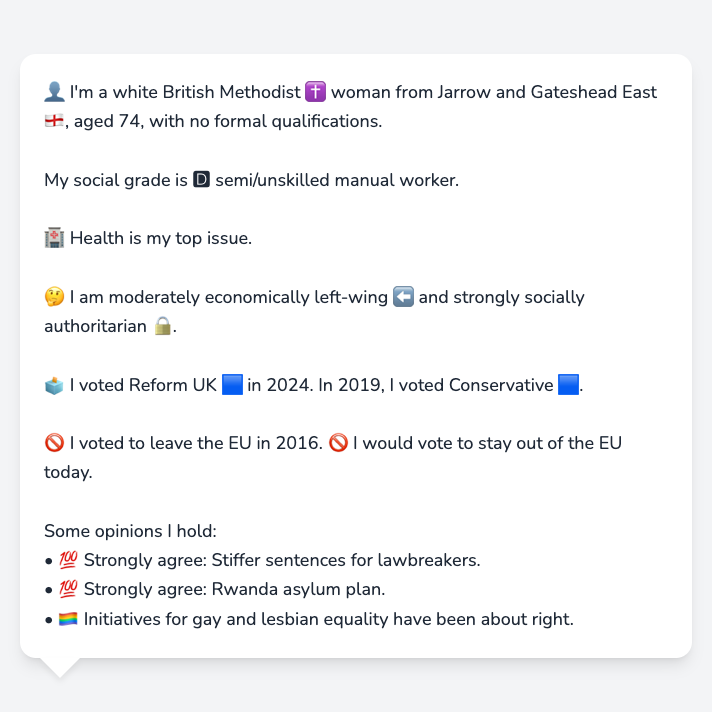 👤 I'm a white British Methodist ✝️ woman from Jarrow and Gateshead East
🏴󠁧󠁢󠁥󠁮󠁧󠁿, aged 74, with no formal qualifications.
My social grade is 🅳 semi/unskilled manual worker.
🏥 Health is my top issue.
🤔 I am moderately economically left-wing ⬅️ and strongly socially
authoritarian 🔒.
🗳️ I voted Reform UK 🟦 in 2024. In 2019, I voted Conservative 🟦.
🚫 I voted to leave the EU in 2016. 🚫 I would vote to stay out of the EU
today.
Some opinions I hold:
• 💯 Strongly agree: Stiffer sentences for lawbreakers.
• 💯 Strongly agree: Rwanda asylum plan.
• 🏳️‍🌈 Initiatives for gay and lesbian equality have been about right.